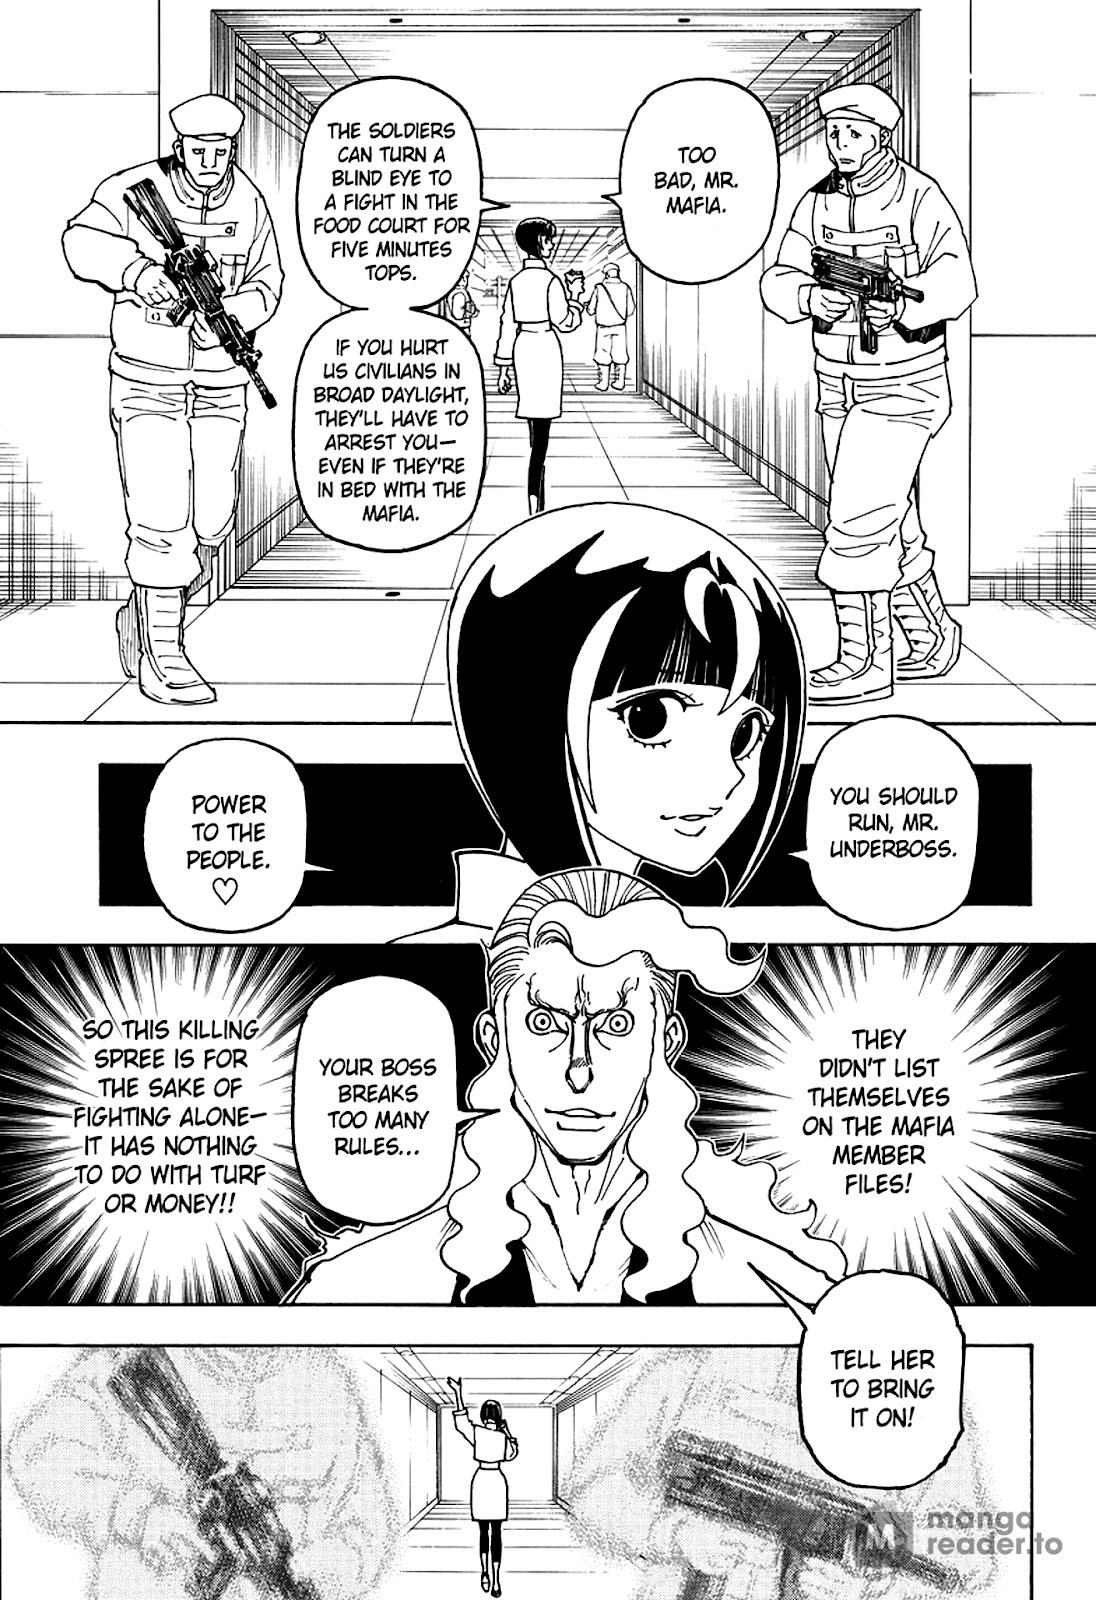 TOO
BAD, MR.
MAFIA.
THE SOLDIERS
CAN TURN A
BLIND EYE TO
A FIGHT IN THE
FOOD COURT FOR
FIVE MINUTES
TOPS.
IF YOU HURT
US CIVILIANS IN
BROAD DAYLIGHT,
THEY'LL HAVE TO
ARREST YOU—
EVEN IF THEY'RE
IN BED WITH THE
MAFIA.
YOU SHOULD
RUN, MR.
UNDERBOSS.
POWER
TO THE
PEOPLE.
♡
THEY
DIDN'T LIST
THEMSELVES
ON THE MAFIA
MEMBER
FILES!
YOUR BOSS
BREAKS
TOO MANY
RULES...
SO THIS KILLING
SPREE IS FOR
THE SAKE OF
FIGHTING ALONE—
IT HAS NOTHING
TO DO WITH TURF
OR MONEY!!
TELL HER
TO BRING
IT ON!
M manga
reader.to